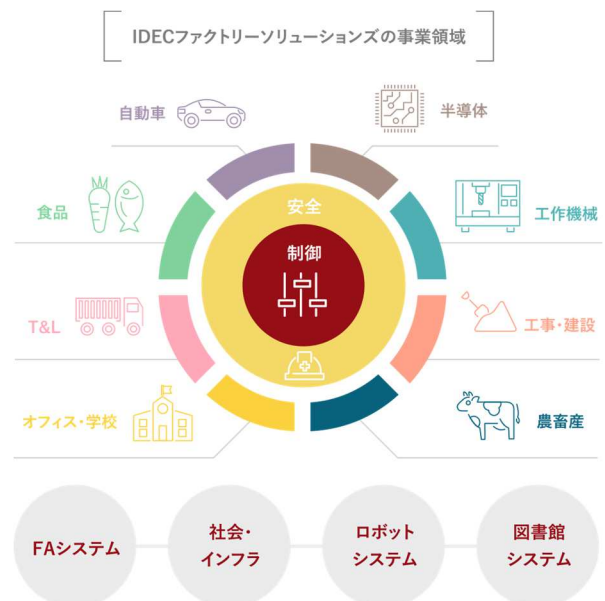 IDECファクトリーソリューションズの事業領域
自動車
半導体
食品
安全
工作機械
制御
T&L
工事・建設
オフィス・学校
農畜産
FAシステム
社会・
インフラ
ロボット
システム
図書館
システム